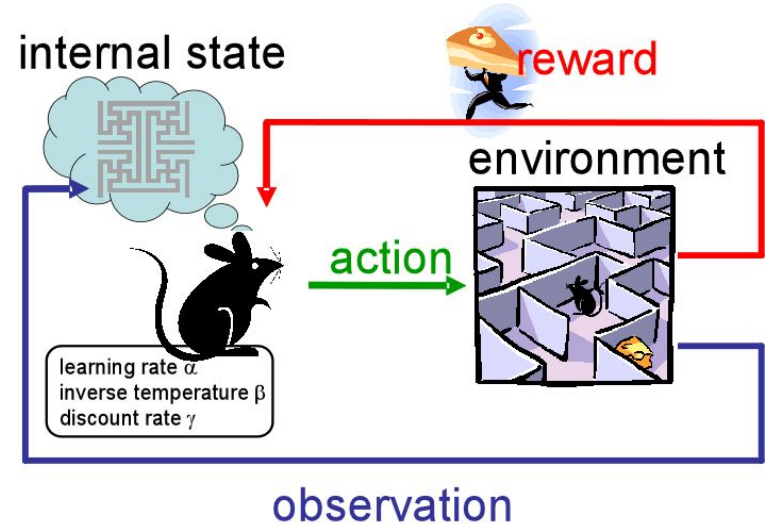 internal state
reward
environment
action
learning rate α
inverse temperature β
discount rate γ
observation